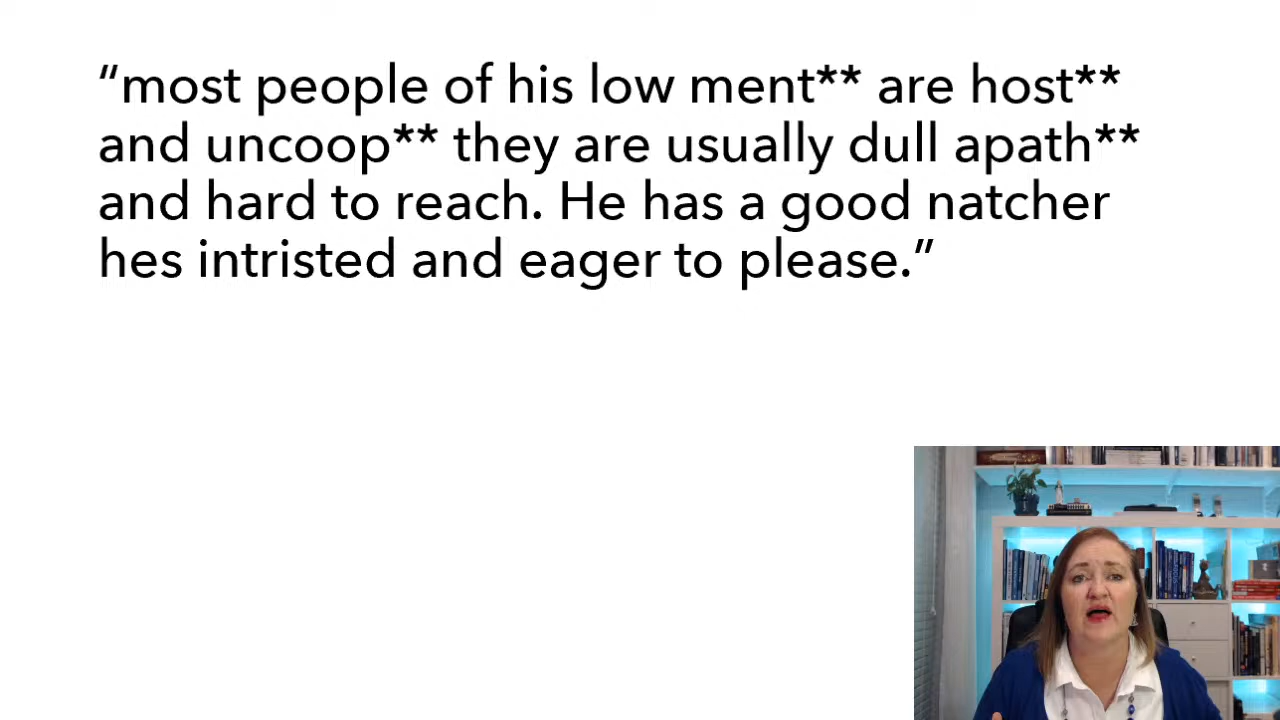 “most people of his low ment** are host**
and uncoop** they are usually dull apath**
and hard to reach. He has a good natcher
hes intristed and eager to please.”